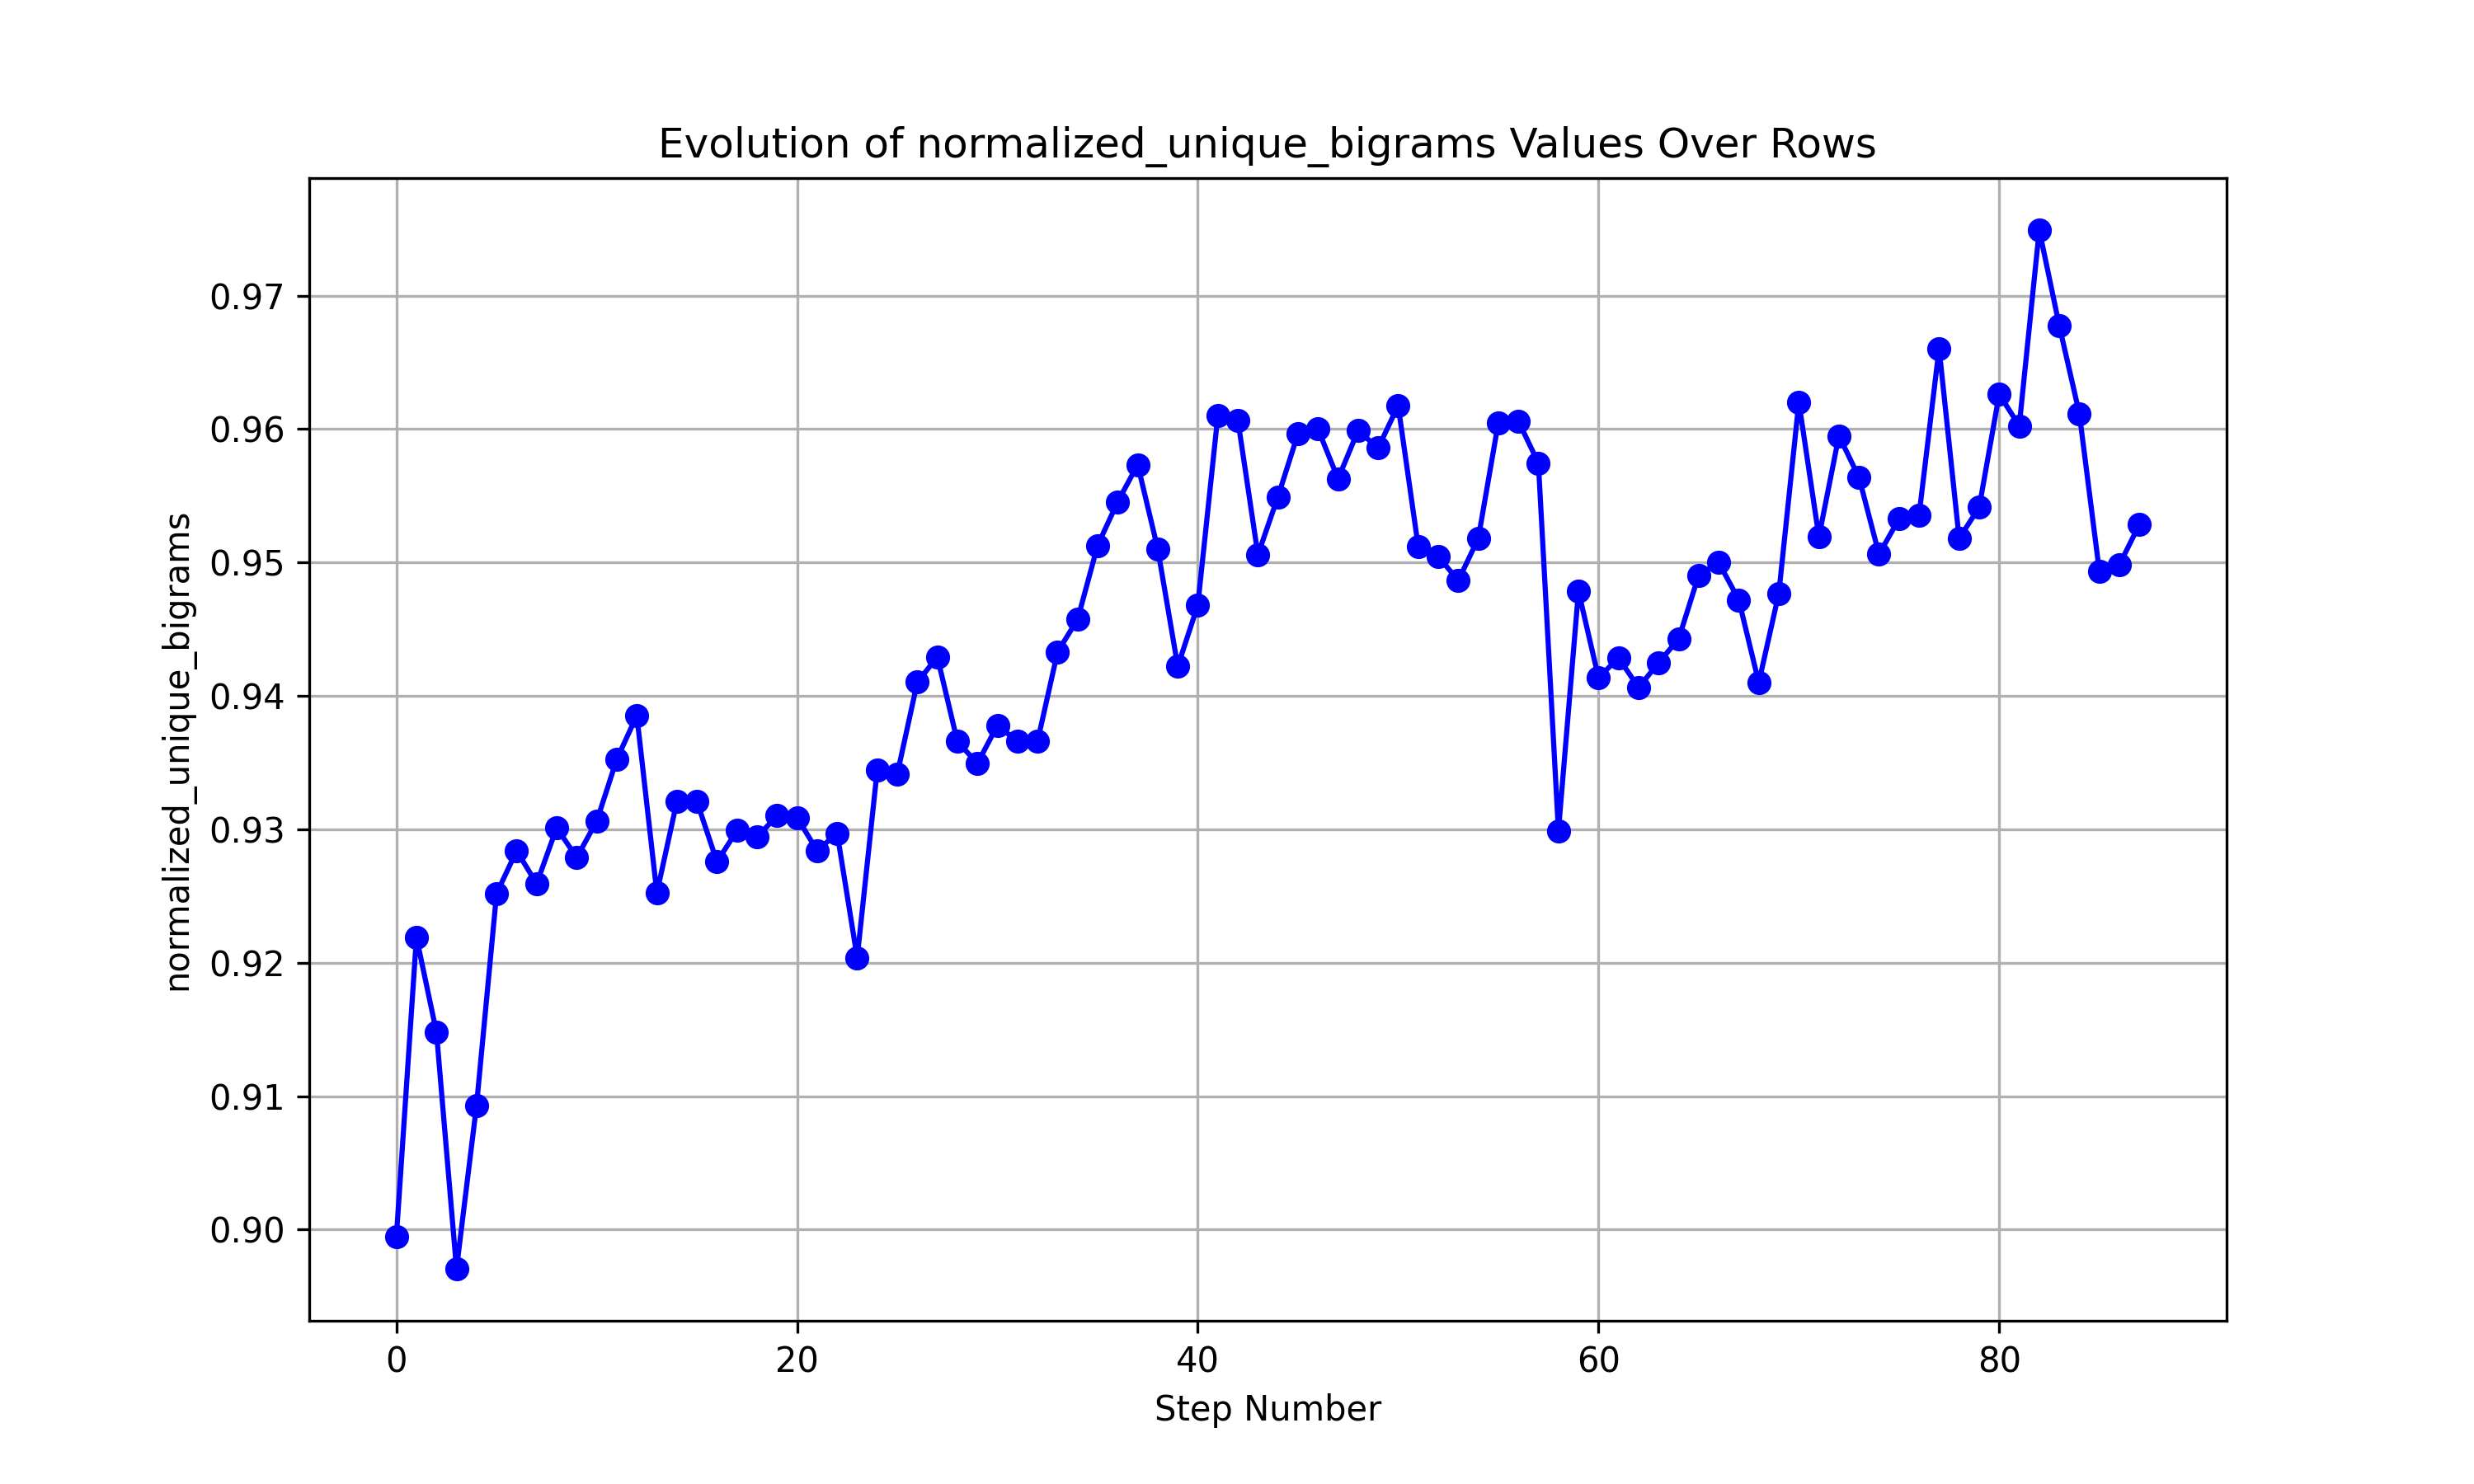 Evolution of normalized_unique_bigrams Values Over Rows
normalized_unique_bigrams
0.97
0.96
0.95
0.94
0.93
0.92
0.91
0.90
0 20 40 60 80
Step Number